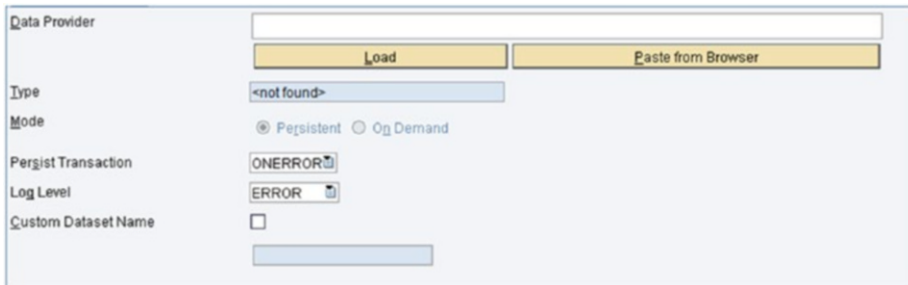 Data Provider
Load Paste from Browser
Type <not found>
Mode Persistent On Demand
Persist Transaction ONERROR
Log Level ERROR
Custom Dataset Name